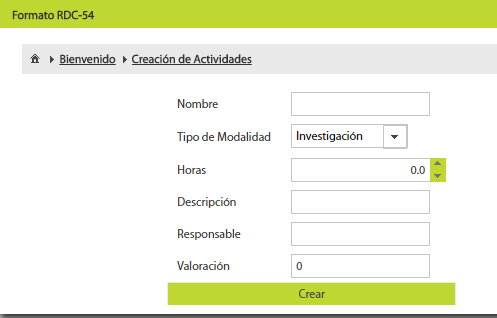 Formato RDC-54
Bienvenido Creación de Actividades
Nombre
Tipo de Modalidad Investigación
Horas 0.0
Descripción
Responsable
Valoración 0
Crear